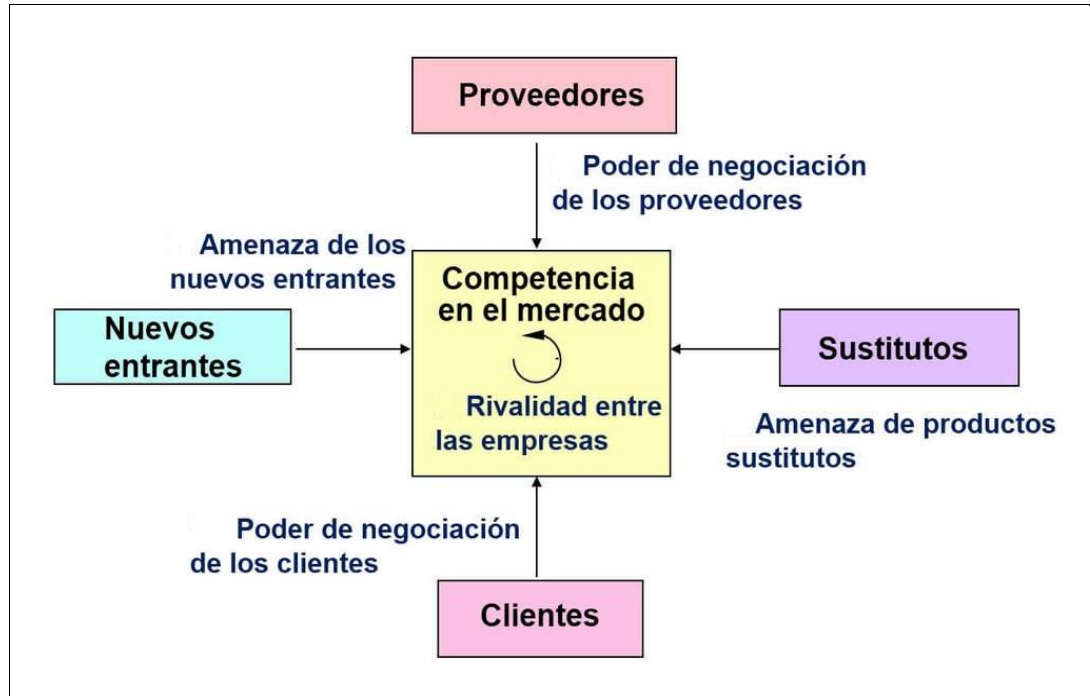 Proveedores
Poder de negociación
de los proveedores
Amenaza de los
nuevos entrantes
Competencia
en el mercado
Nuevos
entrantes
Sustitutos
Rivalidad entre
las empresas
Amenaza de productos
sustitutos
Poder de negociación
de los clientes
Clientes